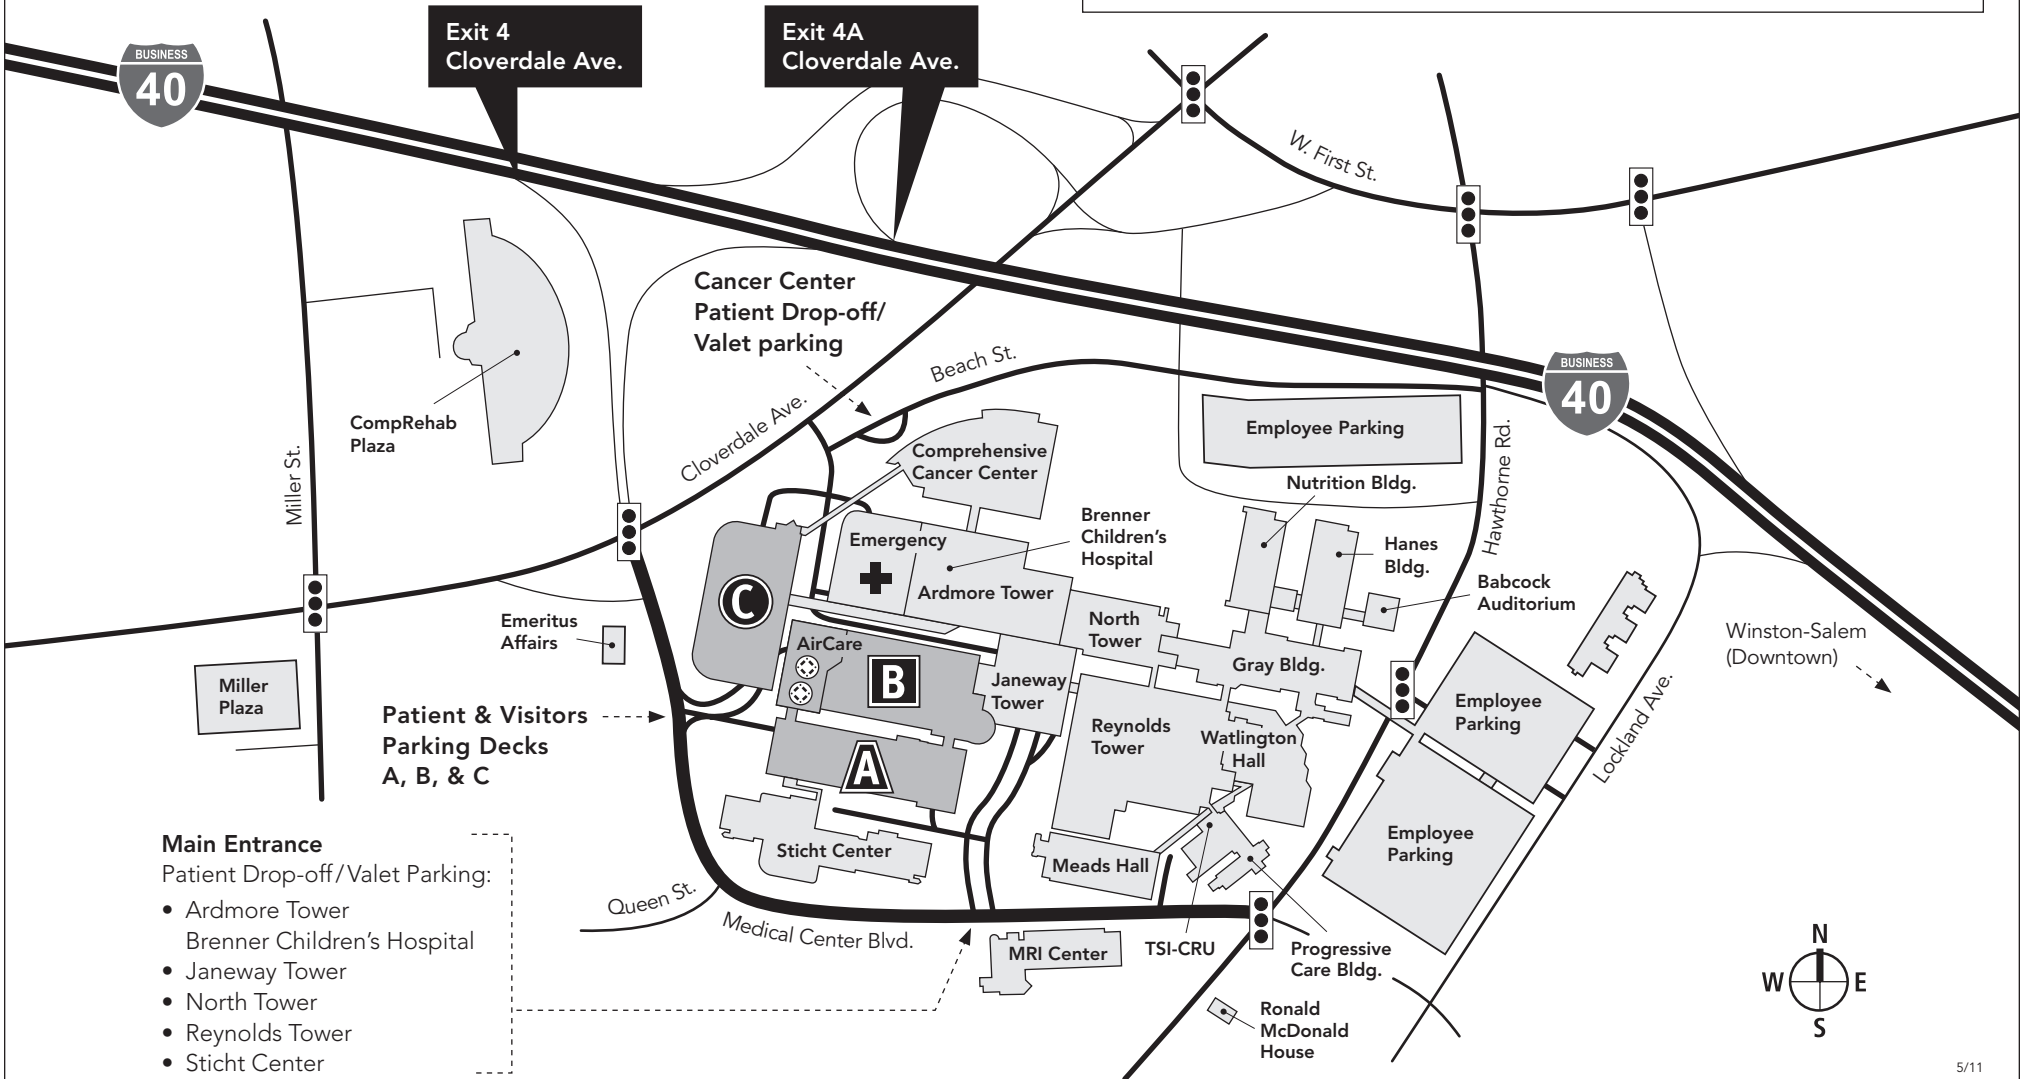 Exit 4
Cloverdale Ave.
Exit 4A
Cloverdale Ave.
BUSINESS
40
W. First St.
Cancer Center
Patient Drop-off/
Valet parking
Beach St.
BUSINESS
40
CompRehab
Plaza
Cloverdale Ave.
Employee Parking
Miller St.
Comprehensive
Cancer Center
Nutrition Bldg.
Hawthorne Rd.
Brenner
Children's
Hospital
Emergency
Hanes
Bldg.
Babcock
Auditorium
C
Ardmore Tower
North
Tower
Emeritus
Affairs
AirCare
Winston-Salem
(Downtown)
Gray Bldg.
B
Janeway
Tower
Miller
Plaza
Employee
Parking
Patient & Visitors
Parking Decks
A, B, & C
Reynolds
Tower
Watlington
Hall
Lockland Ave.
A
Employee
Parking
Sticht Center
Meads Hall
Main Entrance
Patient Drop-off/Valet Parking:
• Ardmore Tower
Brenner Children's Hospital
• Janeway Tower
• North Tower
• Reynolds Tower
• Sticht Center
Queen St.
Medical Center Blvd.
MRI Center
TSI-CRU
Progressive
Care Bldg.
Ronald
McDonald
House
N
W E
S
5/11